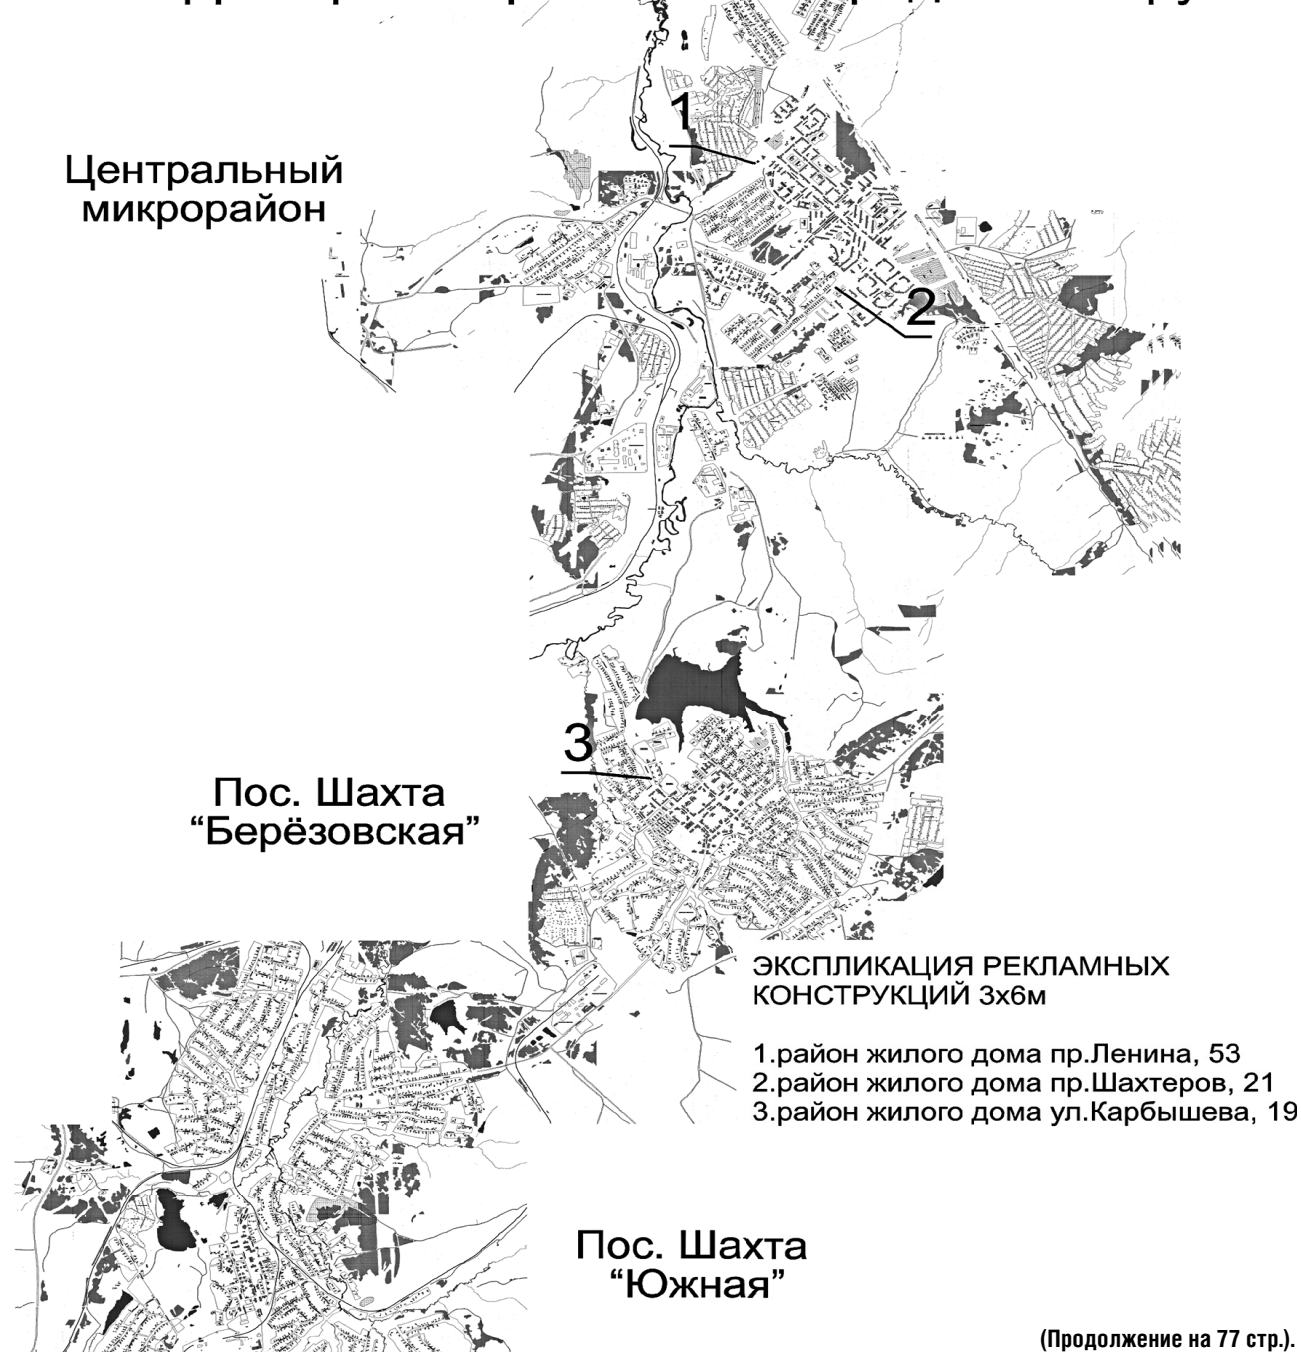 1
Центральный
микрорайон
2
3
Пос. Шахта
“Берёзовская”
ЭКСПЛИКАЦИЯ РЕКЛАМНЫХ
КОНСТРУКЦИЙ 3х6м
1.район жилого дома пр.Ленина, 53
2.район жилого дома пр.Шахтеров, 21
3.район жилого дома ул.Карбышева, 19
Пос. Шахта
“Южная”
(Продолжение на 77 стр.).